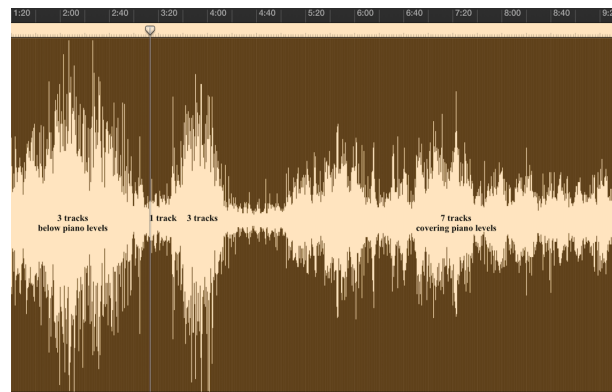 1:20 2:00 2:40 3:20 4:00 4:40 5:20 6:00 6:40 7:20 8:00 8:40
3 tracks 1 track 3 tracks 7 tracks
below piano levels covering piano levels